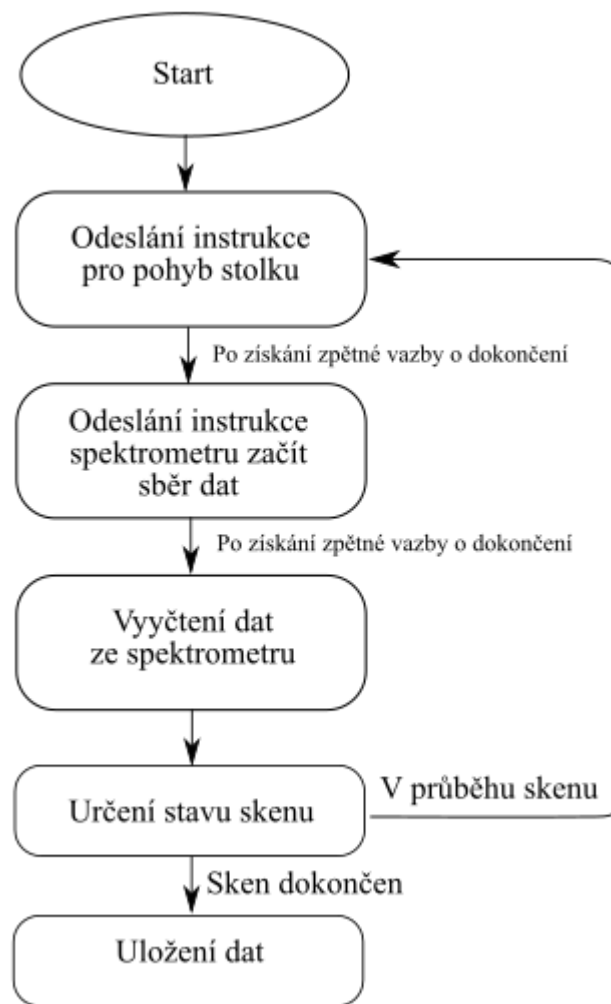 Start
Odeslání instrukce
pro pohyb stolku
Po získání zpětné vazby o dokončení
Odeslání instrukce
spektrometru začít
sběr dat
Po získání zpětné vazby o dokončení
Vyyčtení dat
ze spektrometru
Určení stavu skenu
V průběhu skenu
Sken dokončen
Uložení dat